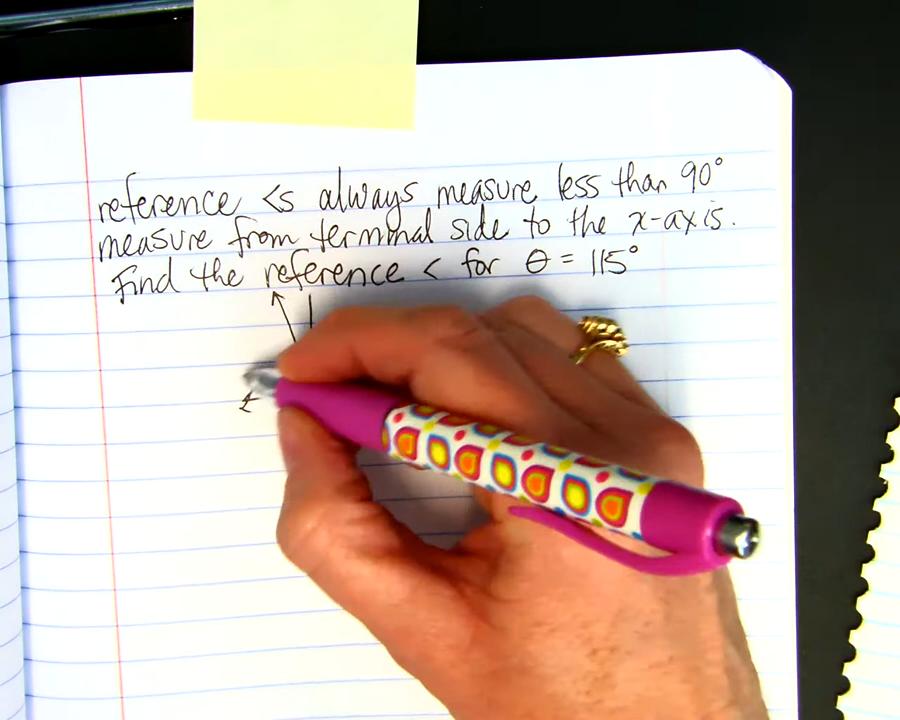 reference <s always measure less than 90°
measure from terminal side to the x-axis.
Find the reference < for θ = 115°